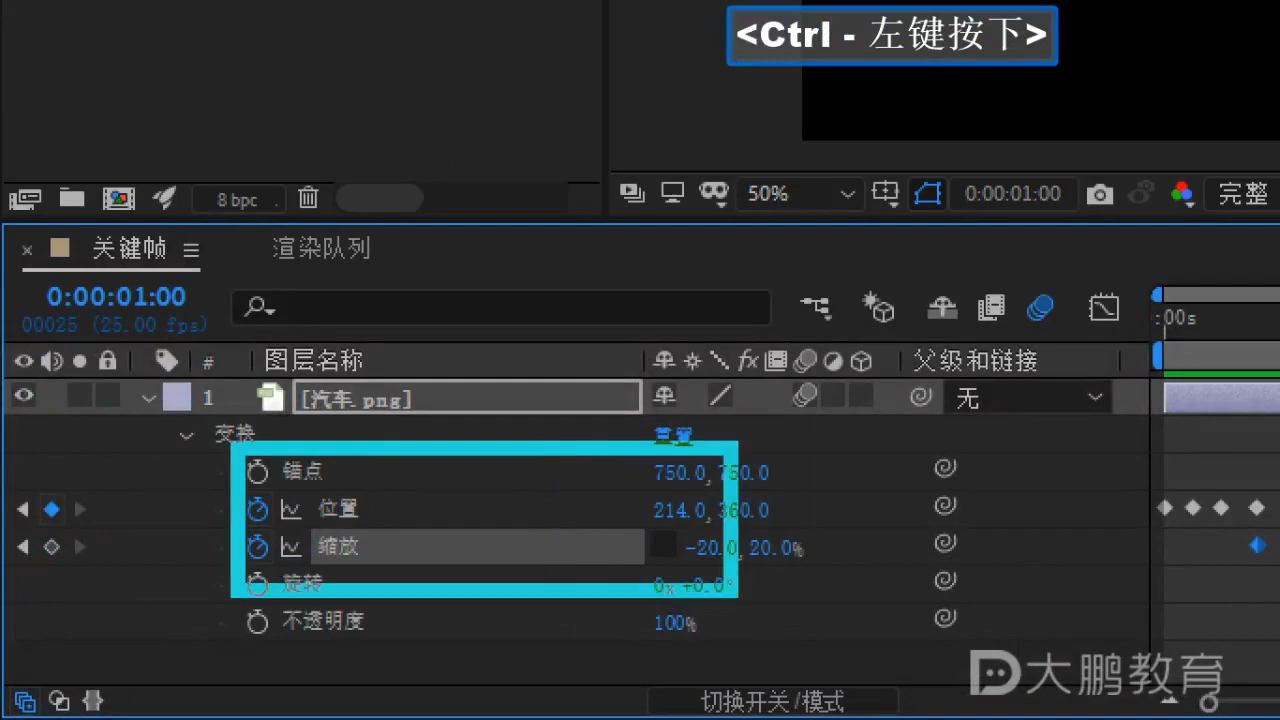 <Ctrl - 左键按下>
8 bpc
50%
0:00:01:00
完整
关键帧
渲染队列
0:00:01:00
00025 (25.00 fps)
:00s
#
图层名称
fx
父级和链接
1
[汽车.png]
无
变换
重置
锚点
750.0,750.0
位置
214.0,360.0
缩放
-20.0,20.0%
旋转
0x +0.0°
不透明度
100%
大鹏教育
切换开关/模式